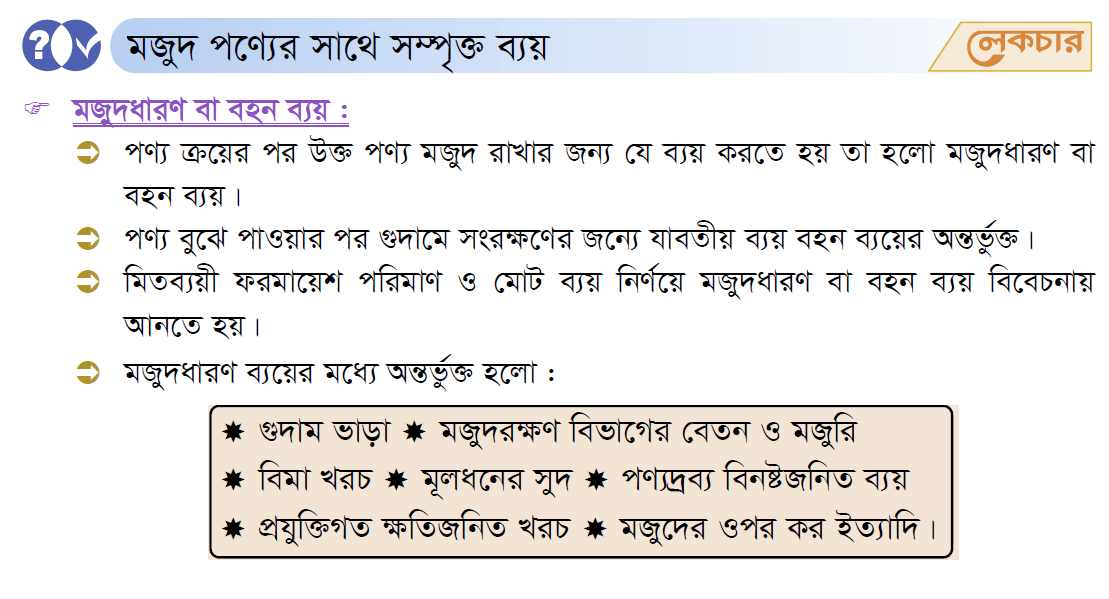 মজুদ পণ্যের সাথে সম্পৃক্ত ব্যয়
লেকচার
মজুদধারণ বা বহন ব্যয় :
পণ্য ক্রয়ের পর উক্ত পণ্য মজুদ রাখার জন্য যে ব্যয় করতে হয় তা হলো মজুদধারণ বা
বহন ব্যয়।
পণ্য বুঝে পাওয়ার পর গুদামে সংরক্ষণের জন্যে যাবতীয় ব্যয় বহন ব্যয়ের অন্তর্ভুক্ত।
মিতব্যয়ী ফরমায়েশ পরিমাণ ও মোট ব্যয় নির্ণয়ে মজুদধারণ বা বহন ব্যয় বিবেচনায়
আনতে হয়।
মজুদধারণ ব্যয়ের মধ্যে অন্তর্ভুক্ত হলো :
✸ গুদাম ভাড়া ✸ মজুদরক্ষণ বিভাগের বেতন ও মজুরি
✸ বিমা খরচ ✸ মূলধনের সুদ ✸ পণ্যদ্রব্য বিনষ্টজনিত ব্যয়
✸ প্রযুক্তিগত ক্ষতিজনিত খরচ ✸ মজুদের ওপর কর ইত্যাদি।